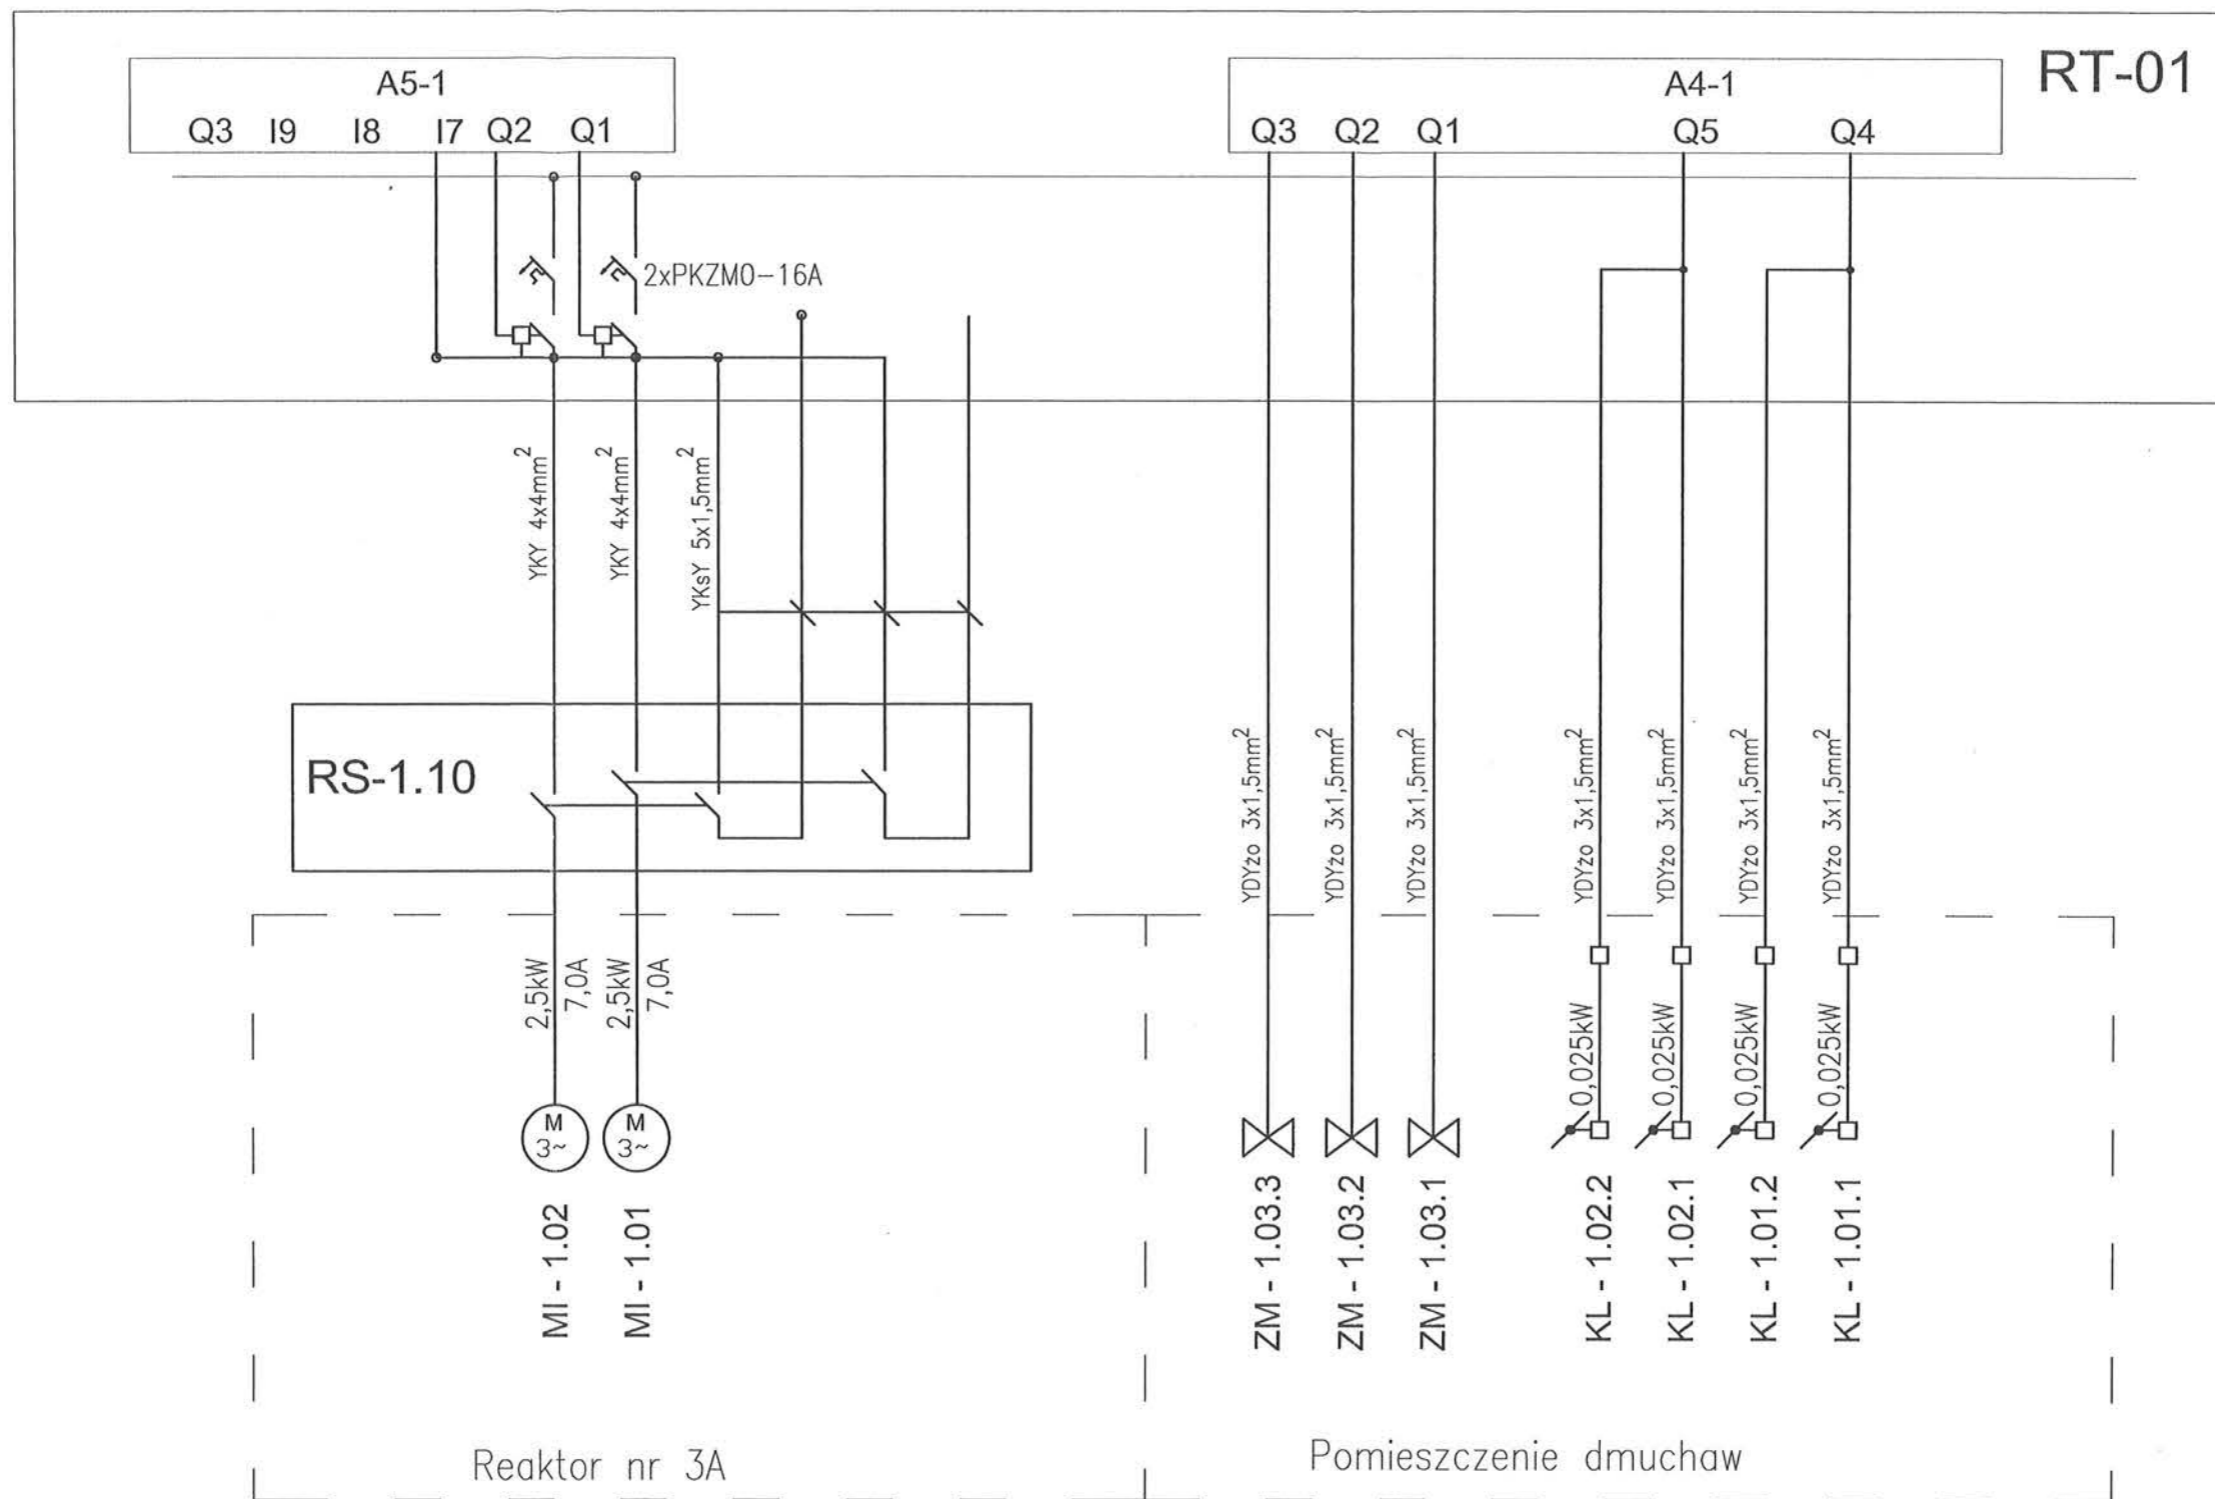 RT-01
A5-1
Q3 I9 I8 I7 Q2 Q1
A4-1
Q3 Q2 Q1 Q5 Q4
2xPKZM0-16A
YKY 4x4mm²
YKY 4x4mm²
YKsY 5x1,5mm²
RS-1.10
YDYżo 3x1,5mm²
YDYżo 3x1,5mm²
YDYżo 3x1,5mm²
YDYżo 3x1,5mm²
YDYżo 3x1,5mm²
YDYżo 3x1,5mm²
YDYżo 3x1,5mm²
2,5kW
7,0A
2,5kW
7,0A
0,025kW
0,025kW
0,025kW
0,025kW
M
3~
M
3~
MI - 1.02
MI - 1.01
ZM - 1.03.3
ZM - 1.03.2
ZM - 1.03.1
KL - 1.02.2
KL - 1.02.1
KL - 1.01.2
KL - 1.01.1
Reaktor nr 3A
Pomieszczenie dmuchaw